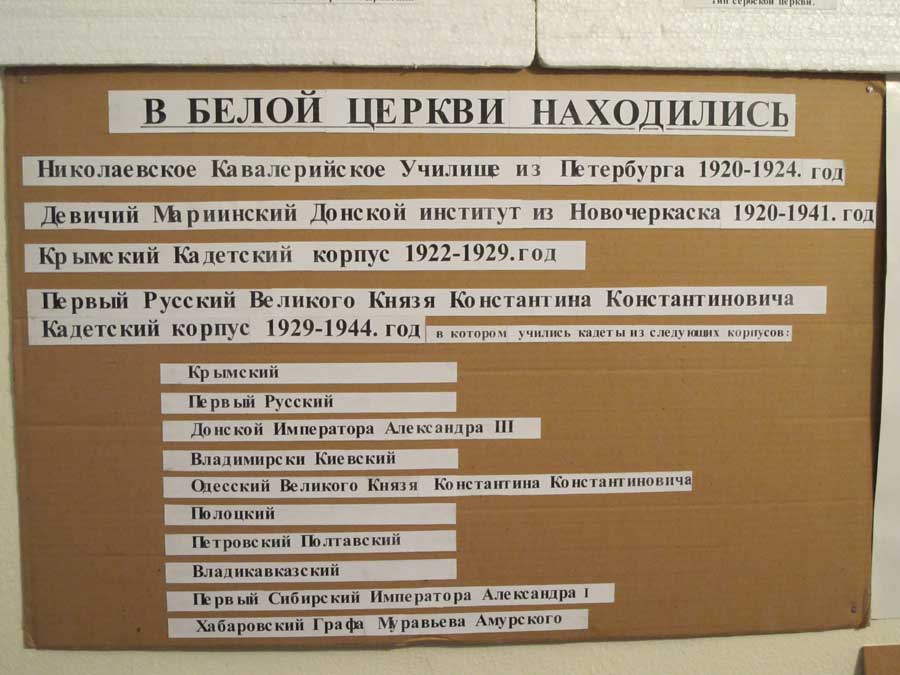 тип сербской церкви.
В БЕЛОЙ ЦЕРКВИ НАХОДИЛИСЬ
Николаевское Кавалерийское Училище из Петербурга 1920-1924. год
Девичий Мариинский Донской институт из Новочеркаска 1920-1941. год
Крымский Кадетский корпус 1922-1929.год
Первый Русский Великого Князя Константина Константиновича
Кадетский корпус 1929-1944. год в котором учились кадеты из следующих корпусов:
Крымский
Первый Русский
Донской Императора Александра III
Владимирски Киевский
Одесский Великого Князя Константина Константиновича
Полоцкий
Петровский Полтавский
Владикавказский
Первый Сибирский Императора Александра I
Хабаровский Графа Муравьева Амурского